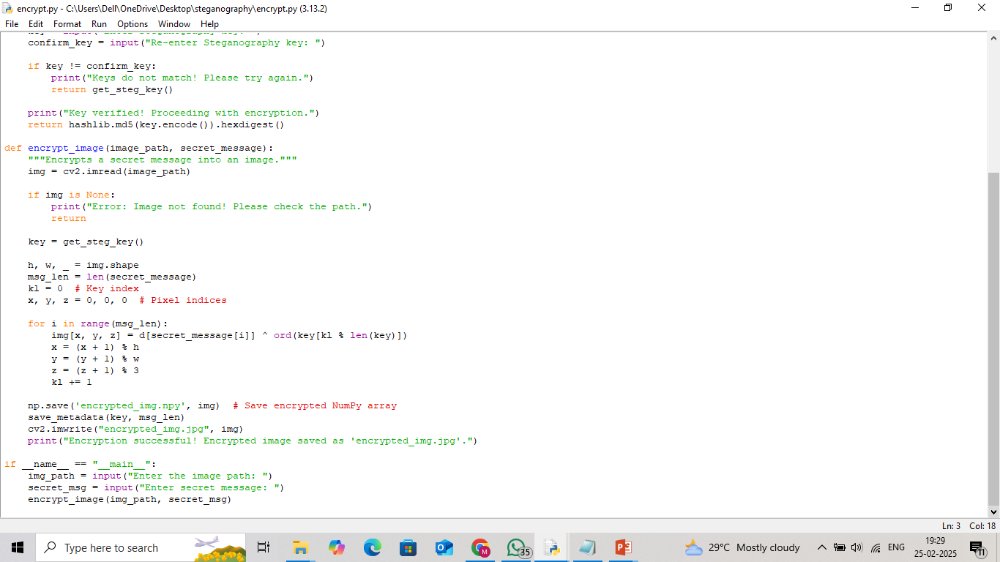 encrypt.py - C:\Users\Dell\OneDrive\Desktop\steganography\encrypt.py (3.13.2)
File Edit Format Run Options Window Help
confirm_key = input("Re-enter Steganography key: ")
if key != confirm_key:
print("Keys do not match! Please try again.")
return get_steg_key()
print("Key verified! Proceeding with encryption.")
return hashlib.md5(key.encode()).hexdigest()
def encrypt_image(image_path, secret_message):
"""Encrypts a secret message into an image."""
img = cv2.imread(image_path)
if img is None:
print("Error: Image not found! Please check the path.")
return
key = get_steg_key()
h, w, _ = img.shape
msg_len = len(secret_message)
kl = 0  # Key index
x, y, z = 0, 0, 0  # Pixel indices
for i in range(msg_len):
img[x, y, z] = d[secret_message[i]] ^ ord(key[kl % len(key)])
x = (x + 1) % h
y = (y + 1) % w
z = (z + 1) % 3
kl += 1
np.save('encrypted_img.npy', img)  # Save encrypted NumPy array
save_metadata(key, msg_len)
cv2.imwrite("encrypted_img.jpg", img)
print("Encryption successful! Encrypted image saved as 'encrypted_img.jpg'.")
if __name__ == "__main__":
img_path = input("Enter the image path: ")
secret_msg = input("Enter secret message: ")
encrypt_image(img_path, secret_msg)
Ln: 3 Col: 18
Type here to search
M
35
29°C Mostly cloudy
ENG
19:29
25-02-2025
11